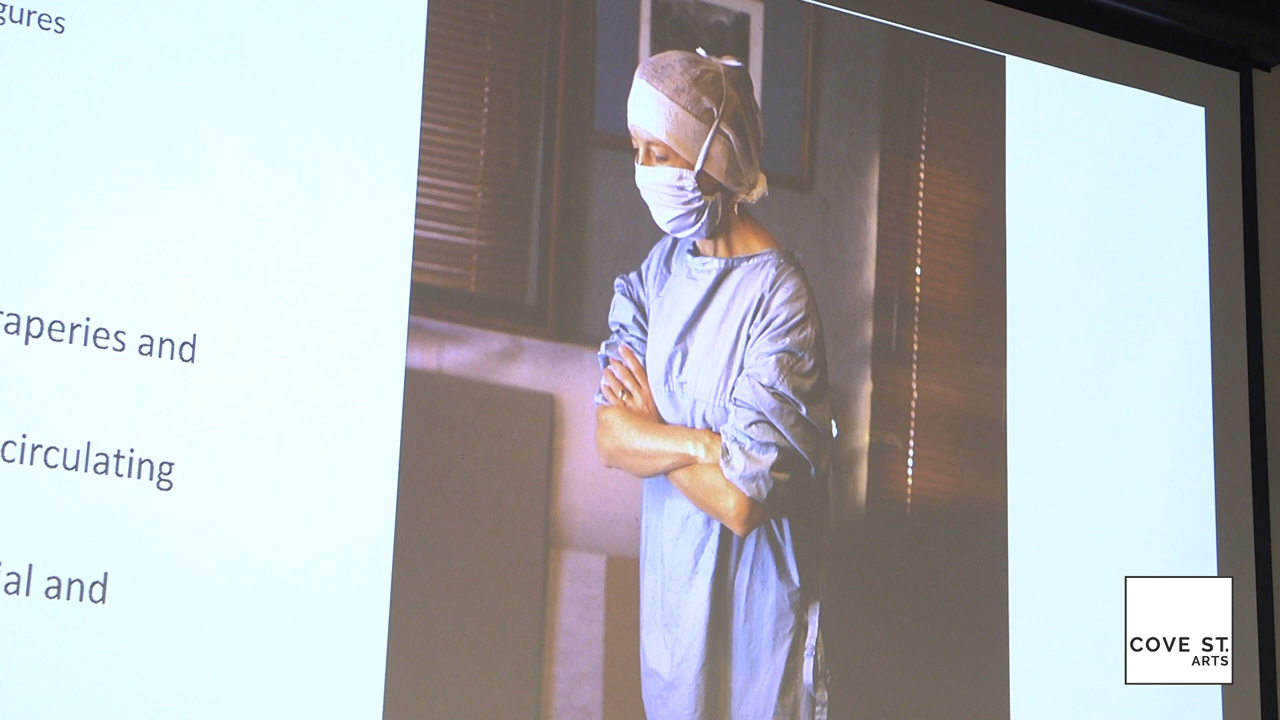 gures
raperies and
circulating
al and
COVE ST.
ARTS